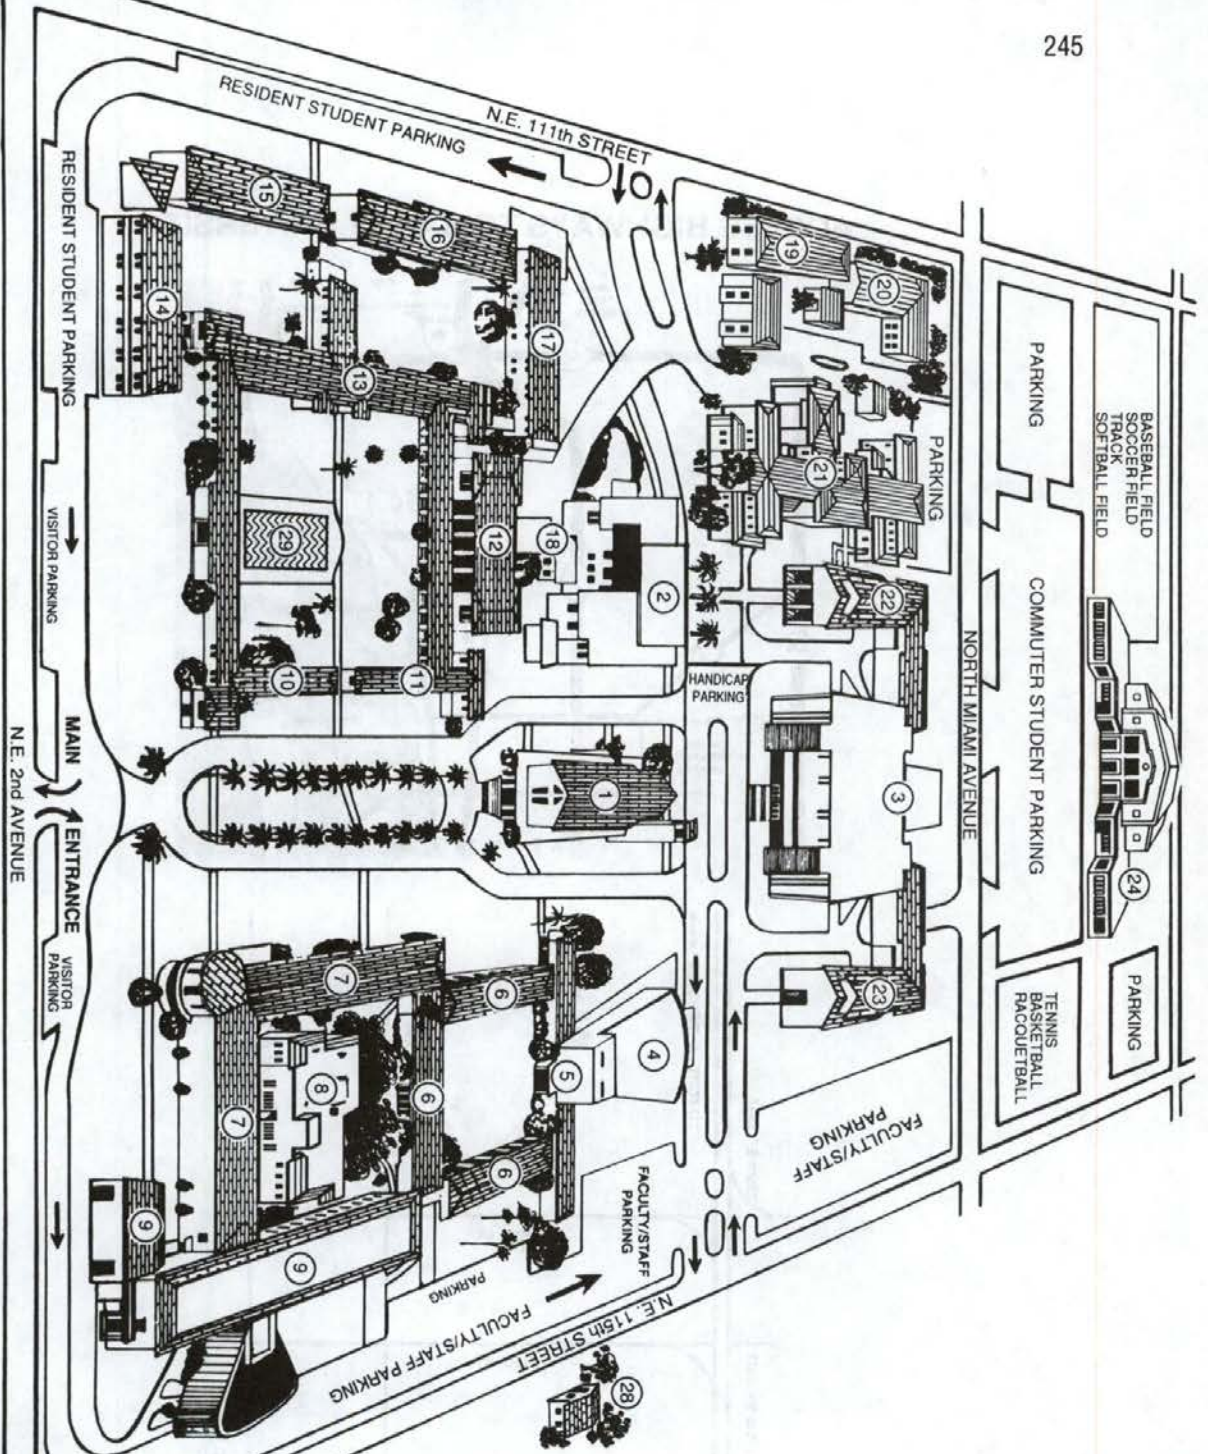 245
N.E. 111th STREET
RESIDENT STUDENT PARKING
RESIDENT STUDENT PARKING
15
16
14
13
17
19
20
21
PARKING
PARKING
BASEBALL FIELD
SOCCER FIELD
TRACK
SOFTBALL FIELD
COMMUTER STUDENT PARKING
NORTH MIAMI AVENUE
VISITOR PARKING
29
12
18
2
22
10
11
HANDICAP
PARKING
MAIN
ENTRANCE
N.E. 2nd AVENUE
1
3
24
VISITOR
PARKING
7
6
4
5
23
8
6
7
6
9
9
PARKING
TENNIS
BASKETBALL
RACQUETBALL
FACULTY/STAFF
PARKING
FACULTY/STAFF
PARKING
PARKING
FACULTY/STAFF PARKING
N.E. 115th STREET
28